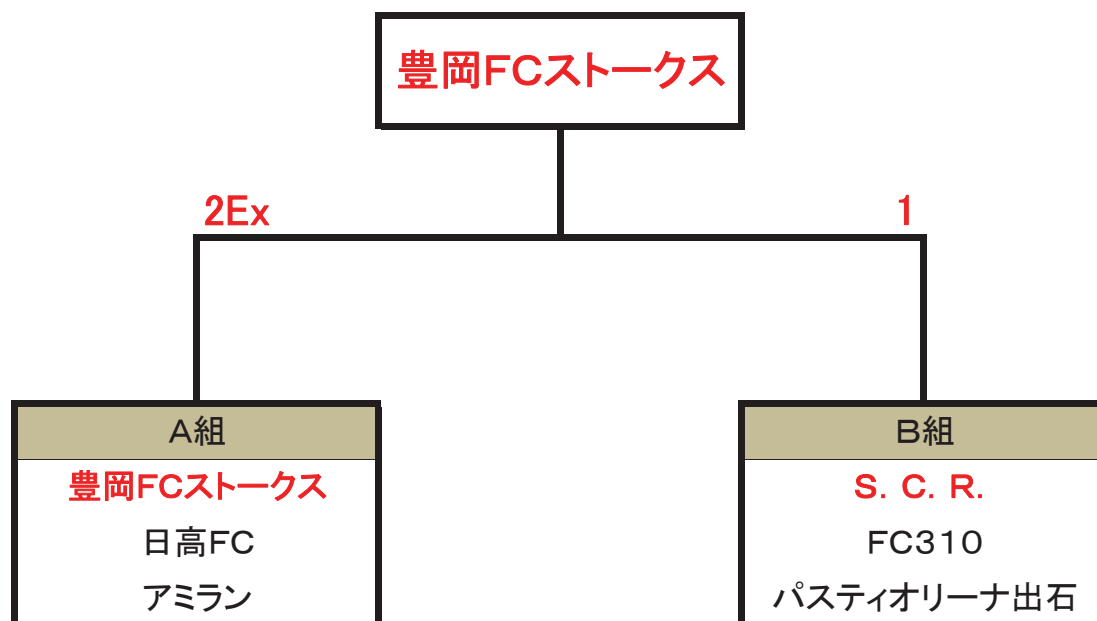 豊岡FCストークス
2Ex
1
A組
B組
豊岡FCストークス
S. C. R.
日高FC
FC310
アミラン
パスティオリーナ出石